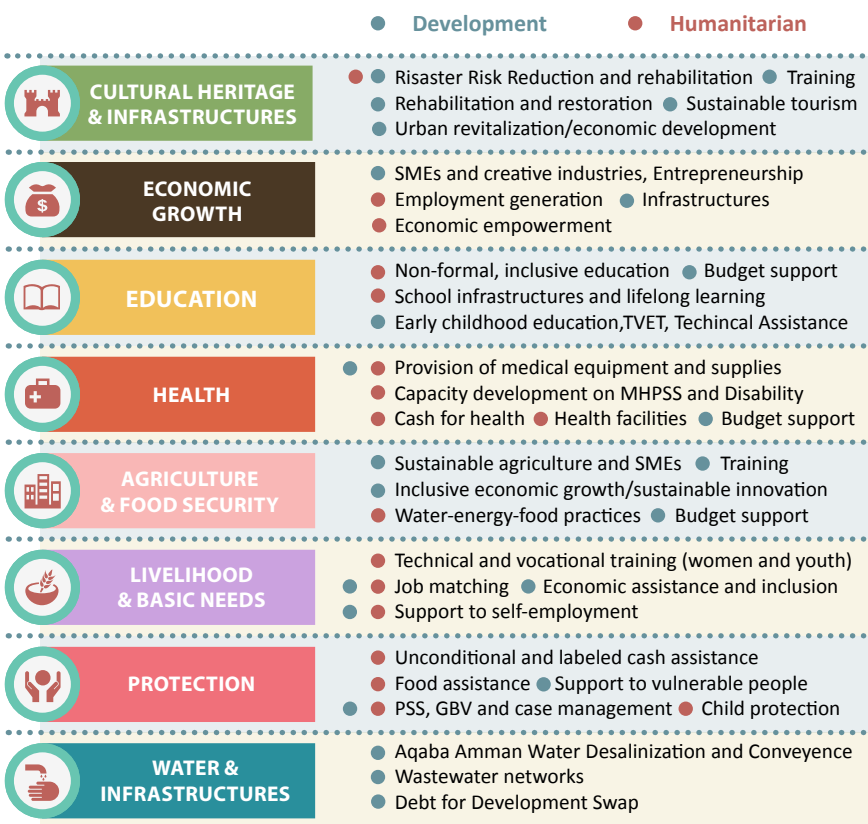 Development Humanitarian
CULTURAL HERITAGE
& INFRASTRUCTURES
Risaster Risk Reduction and rehabilitation Training
Rehabilitation and restoration Sustainable tourism
Urban revitalization/economic development
ECONOMIC
GROWTH
SMEs and creative industries, Entrepreneurship
Employment generation Infrastructures
Economic empowerment
EDUCATION
Non-formal, inclusive education Budget support
School infrastructures and lifelong learning
Early childhood education,TVET, Techincal Assistance
HEALTH
Provision of medical equipment and supplies
Capacity development on MHPSS and Disability
Cash for health Health facilities Budget support
AGRICULTURE
& FOOD SECURITY
Sustainable agriculture and SMEs Training
Inclusive economic growth/sustainable innovation
Water-energy-food practices Budget support
LIVELIHOOD
& BASIC NEEDS
Technical and vocational training (women and youth)
Job matching Economic assistance and inclusion
Support to self-employment
PROTECTION
Unconditional and labeled cash assistance
Food assistance Support to vulnerable people
PSS, GBV and case management Child protection
WATER &
INFRASTRUCTURES
Aqaba Amman Water Desalinization and Conveyence
Wastewater networks
Debt for Development Swap
$